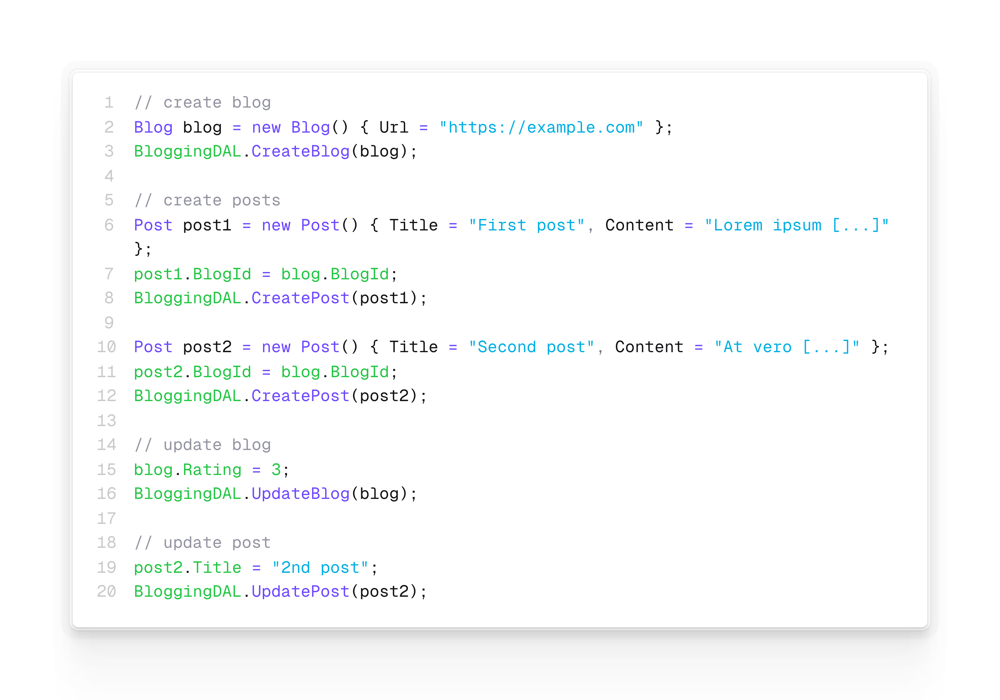 1 // create blog
2 Blog blog = new Blog() { Url = "https://example.com" };
3 BloggingDAL.CreateBlog(blog);
4
5 // create posts
6 Post post1 = new Post() { Title = "First post", Content = "Lorem ipsum [...]"
};
7 post1.BlogId = blog.BlogId;
8 BloggingDAL.CreatePost(post1);
9
10 Post post2 = new Post() { Title = "Second post", Content = "At vero [...]" };
11 post2.BlogId = blog.BlogId;
12 BloggingDAL.CreatePost(post2);
13
14 // update blog
15 blog.Rating = 3;
16 BloggingDAL.UpdateBlog(blog);
17
18 // update post
19 post2.Title = "2nd post";
20 BloggingDAL.UpdatePost(post2);